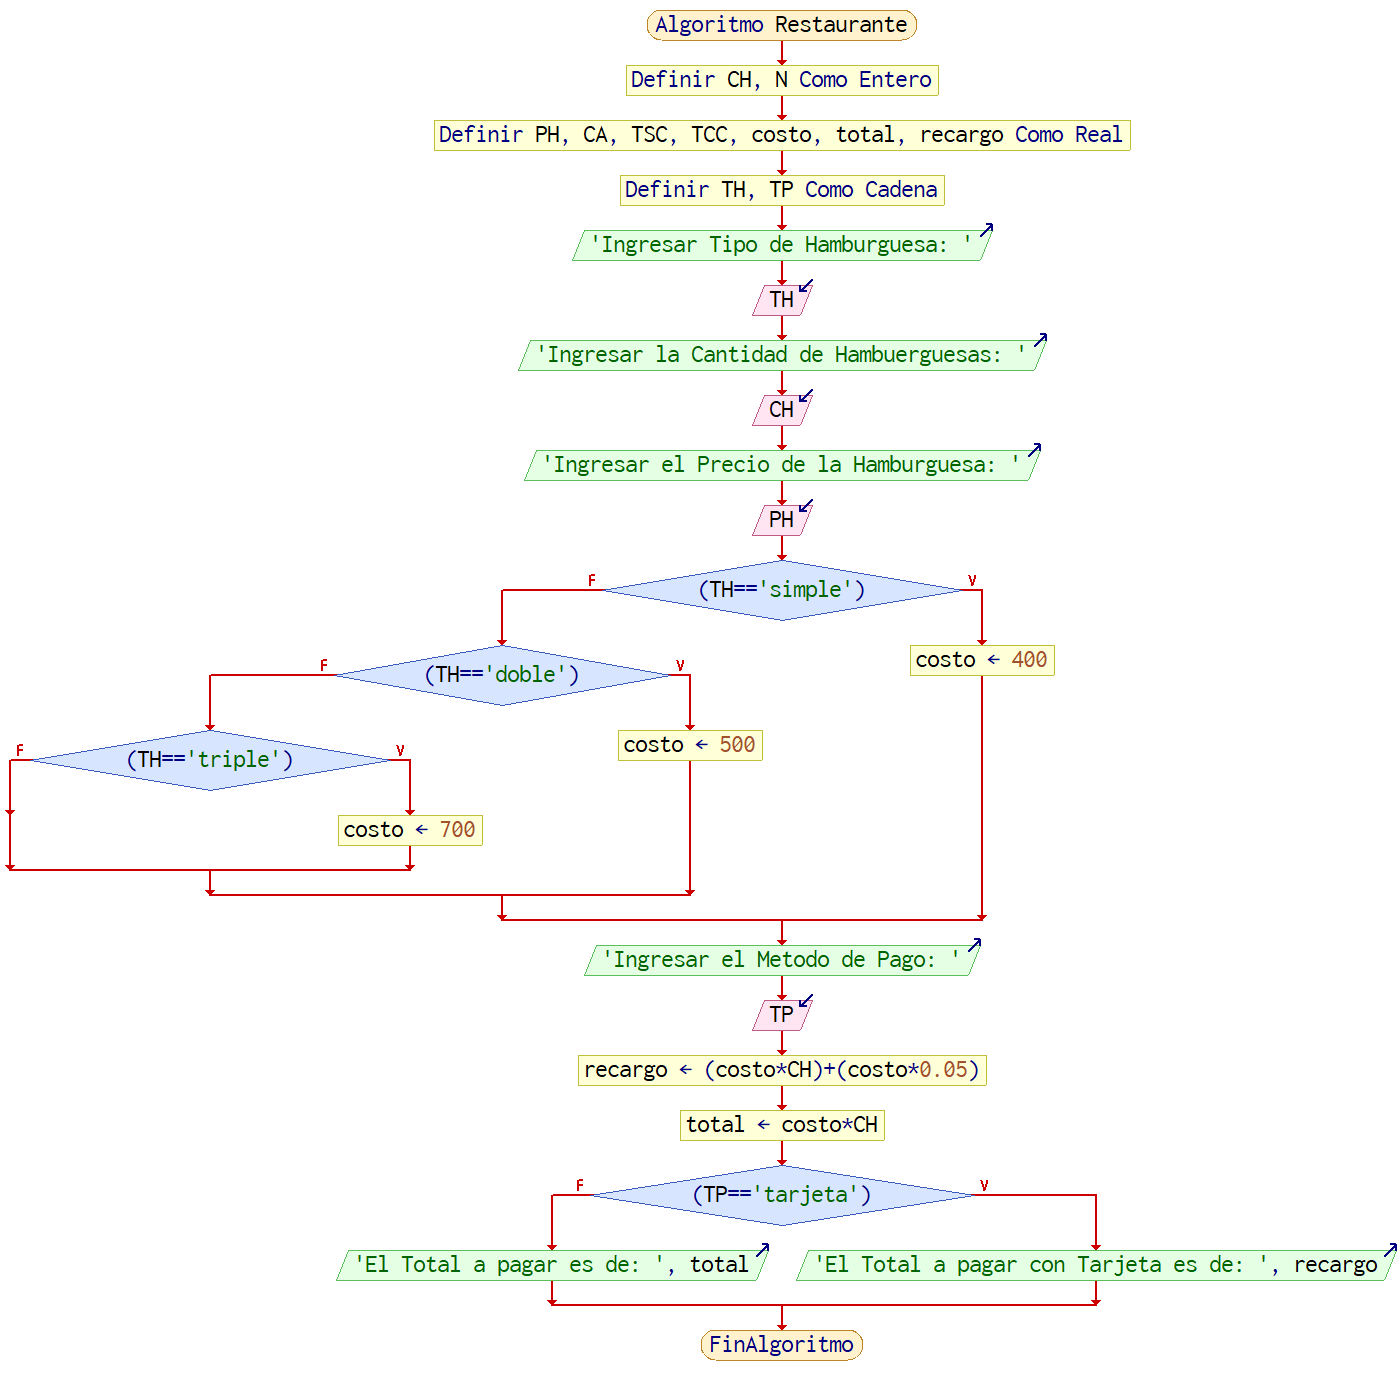 Algoritmo Restaurante
Definir CH, N Como Entero
Definir PH, CA, TSC, TCC, costo, total, recargo Como Real
Definir TH, TP Como Cadena
'Ingresar Tipo de Hamburguesa: '
TH
'Ingresar la Cantidad de Hambuerguesas: '
CH
'Ingresar el Precio de la Hamburguesa: '
PH
F
(TH=='simple')
V
costo ← 400
F
(TH=='doble')
V
costo ← 500
F
(TH=='triple')
V
costo ← 700
'Ingresar el Metodo de Pago: '
TP
recargo ← (costo*CH)+(costo*0.05)
total ← costo*CH
F
(TP=='tarjeta')
V
'El Total a pagar es de: ', total
'El Total a pagar con Tarjeta es de: ', recargo
FinAlgoritmo